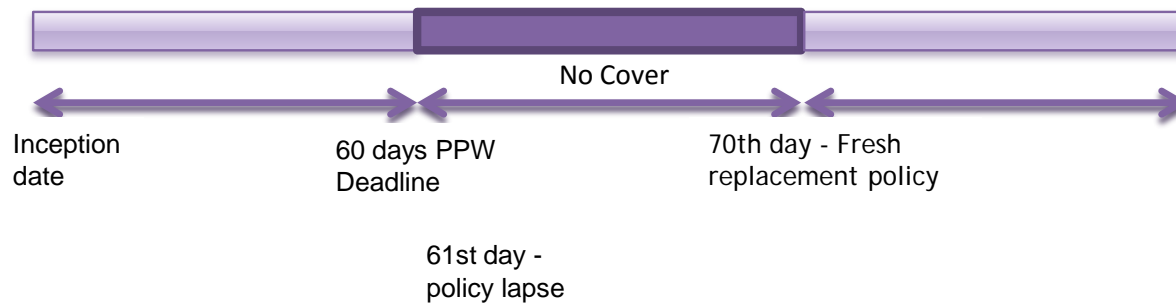 No Cover
Inception
date
60 days PPW
Deadline
70th day - Fresh
replacement policy
61st day -
policy lapse